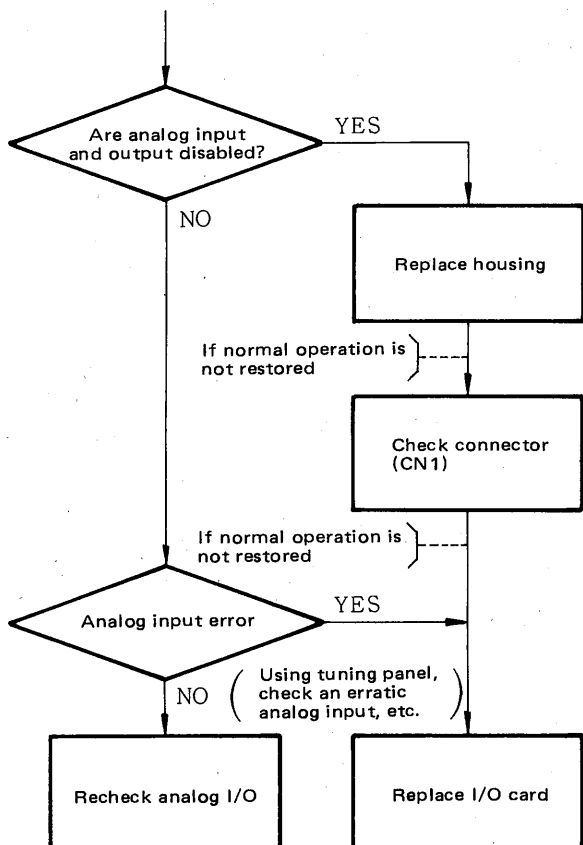 Are analog input
and output disabled?
YES
NO
Replace housing
If normal operation is
not restored
Check connector
(CN1)
If normal operation is
not restored
Analog input error
YES
NO
(Using tuning panel,
check an erratic
analog input, etc.)
Recheck analog I/O
Replace I/O card